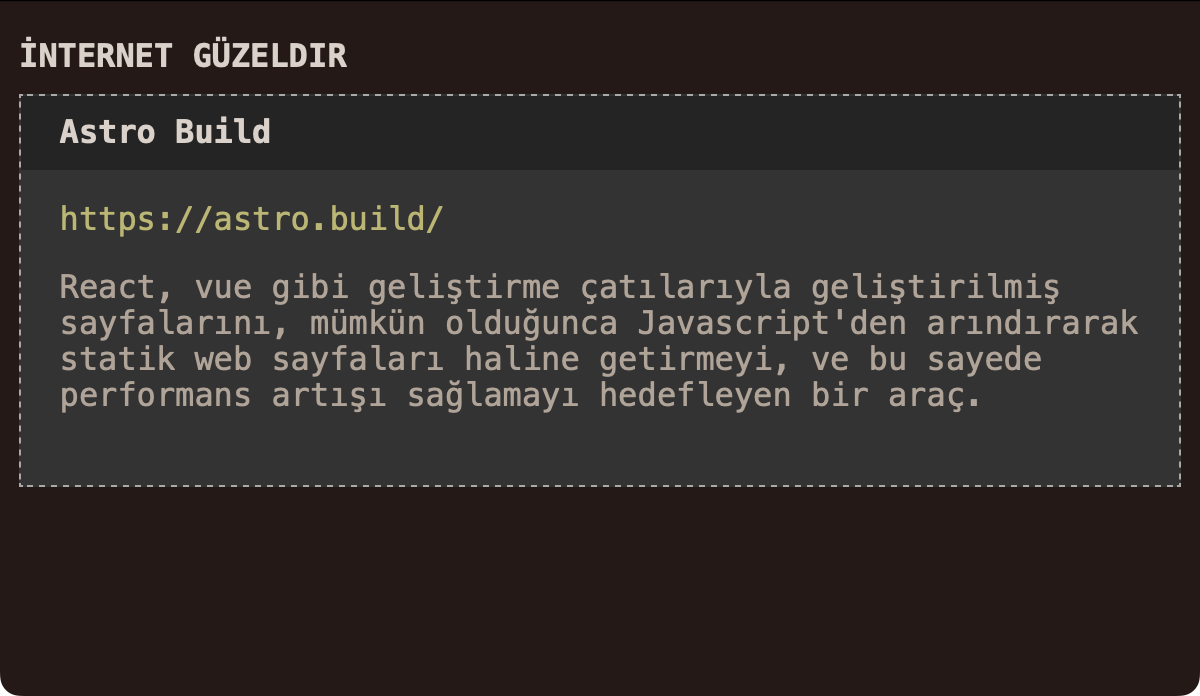 İNTERNET GÜZELDIR
Astro Build
https://astro.build/
React, vue gibi geliştirme çatılarıyla geliştirilmiş
sayfalarını, mümkün olduğunca Javascript'den arındırarak
statik web sayfaları haline getirmeyi, ve bu sayede
performans artışı sağlamayı hedefleyen bir araç.